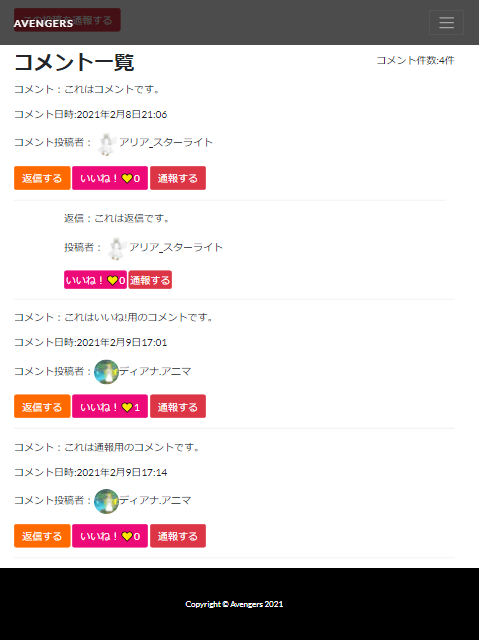 この投稿を通報する
AVENGERS
コメント一覧
コメント件数:4件
コメント：これはコメントです。
コメント日時:2021年2月8日21:06
コメント投稿者：アリア_スターライト
返信する いいね！💛0 通報する
返信：これは返信です。
投稿者：アリア_スターライト
いいね！💛0 通報する
コメント：これはいいね!用のコメントです。
コメント日時:2021年2月9日17:01
コメント投稿者：ディアナ.アニマ
返信する いいね！💛1 通報する
コメント：これは通報用のコメントです。
コメント日時:2021年2月9日17:14
コメント投稿者：ディアナ.アニマ
返信する いいね！💛0 通報する
Copyright © Avengers 2021